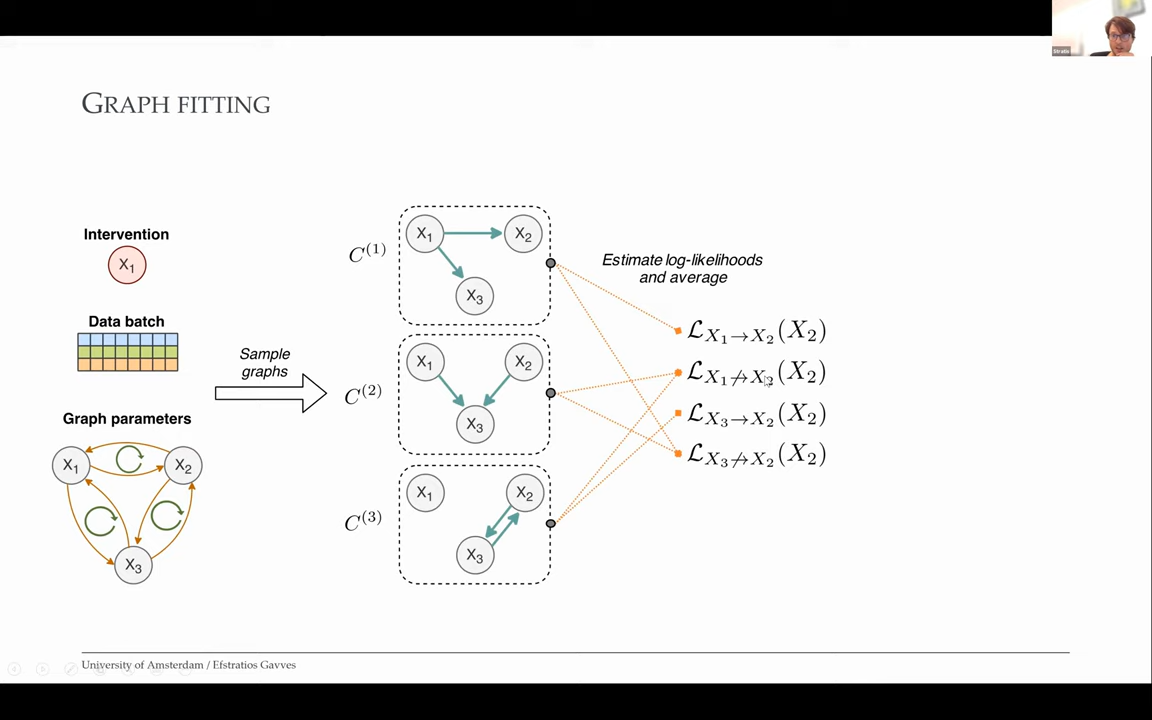 Stratis
GRAPH FITTING
Intervention
X₁
Data batch
Graph parameters
X₁
X₂
X₃
Sample
graphs
C⁽¹⁾
X₁
X₂
X₃
C⁽²⁾
X₁
X₂
X₃
C⁽³⁾
X₁
X₂
X₃
Estimate log-likelihoods
and average
ℒ_{X₁→X₂}(X₂)
ℒ_{X₁↛X₂}(X₂)
ℒ_{X₃→X₂}(X₂)
ℒ_{X₃↛X₂}(X₂)
University of Amsterdam / Efstratios Gavves